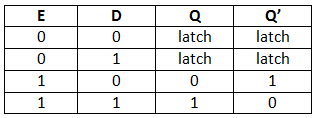 E D Q Q’
0 0 latch latch
0 1 latch latch
1 0 0 1
1 1 1 0